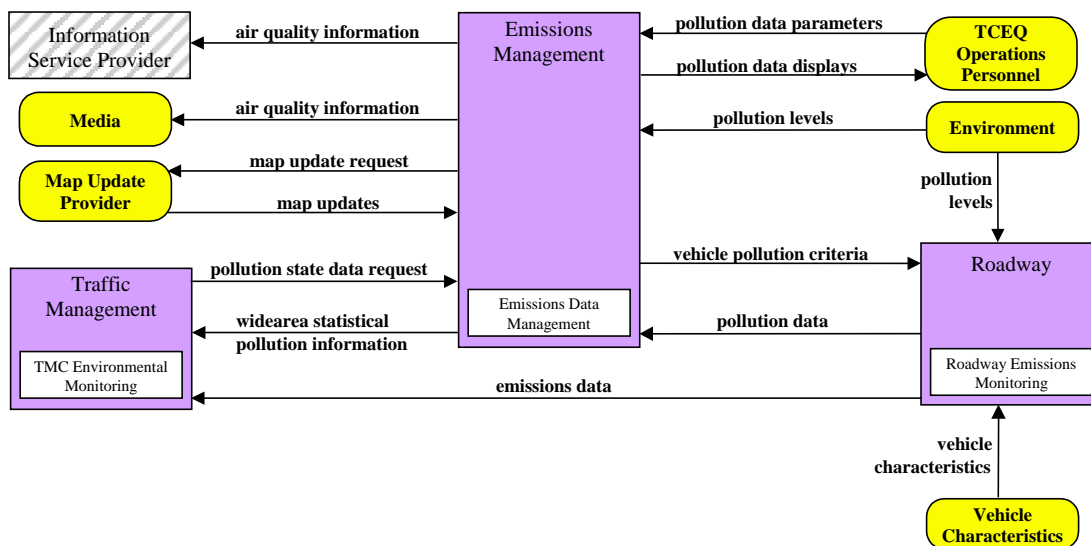 Information
Service Provider
air quality information
Emissions
Management
pollution data parameters
TCEQ
Operations
Personnel
pollution data displays
Media
air quality information
pollution levels
Environment
Map Update
Provider
map update request
map updates
pollution
levels
Traffic
Management
pollution state data request
vehicle pollution criteria
Roadway
Emissions Data
Management
widearea statistical
pollution information
pollution data
TMC Environmental
Monitoring
Roadway Emissions
Monitoring
emissions data
vehicle
characteristics
Vehicle
Characteristics